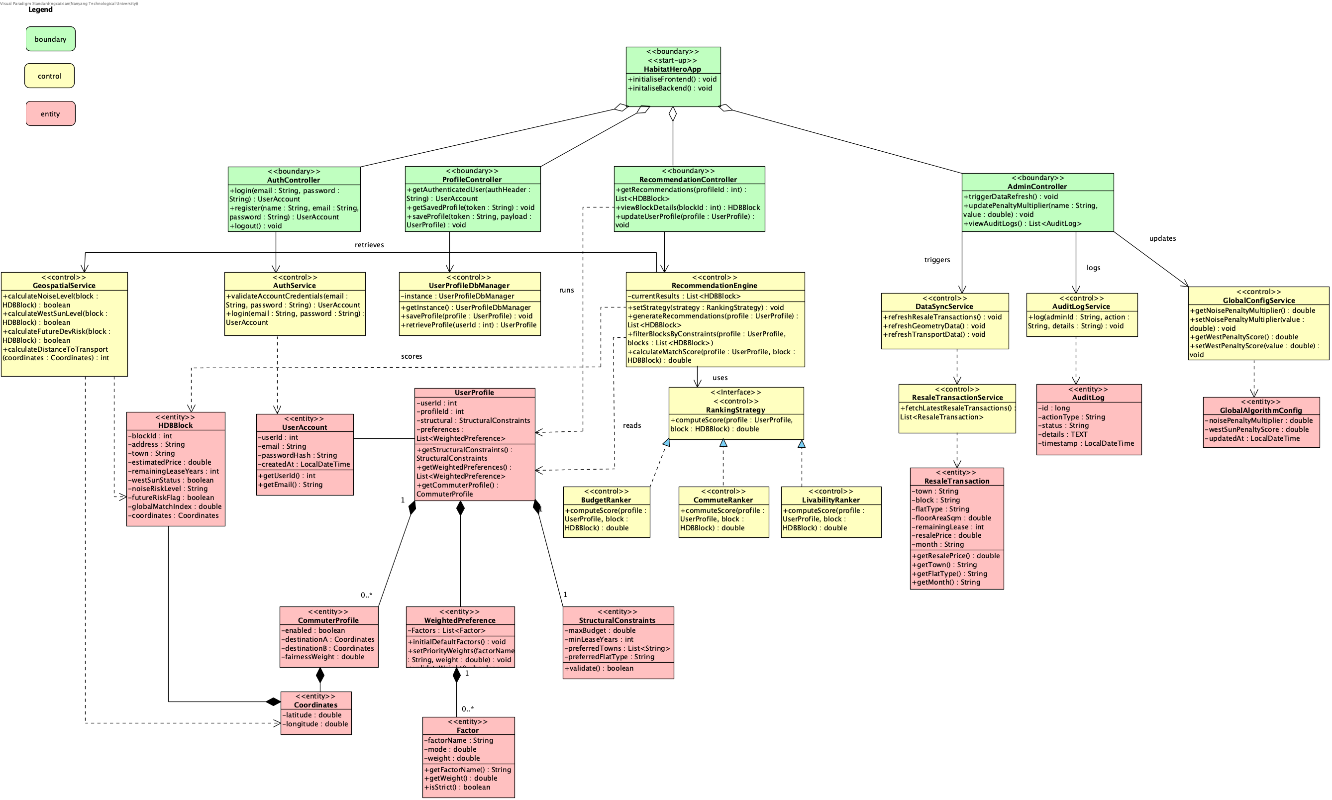 Visual Paradigm Standard(
Nanyang Technological University)
Legend
boundary
control
entity
<<boundary>>
<<start-up>>
HabitatHeroApp
+initialiseFrontend() : void
+initaliseBackend() : void
<<boundary>>
AuthController
+login(email : String, password :
String) : UserAccount
+register(name : String, email : String,
password : String) : UserAccount
+logout() : void
<<boundary>>
ProfileController
+getAuthenticatedUser(authHeader :
String) : UserAccount
+getSavedProfile(token : String) : void
+saveProfile(token : String, payload :
UserProfile) : void
<<boundary>>
RecommendationController
+getRecommendations(profileId : int) :
List<HDBBlock>
+viewBlockDetails(blockId : int) : HDBBlock
+updateUserProfile(profile : UserProfile) :
void
<<boundary>>
AdminController
+triggerDataRefresh() : void
+updatePenaltyMultiplier(name : String,
value : double) : void
+viewAuditLogs() : List<AuditLog>
retrieves
runs
triggers
logs
updates
<<control>>
GeospatialService
+calculateNoiseLevel(block :
HDBBlock) : boolean
+calculateWestSunLevel(block :
HDBBlock) : boolean
+calculateFutureDevRisk(block :
HDBBlock) : boolean
+calculateDistanceToTransport
(coordinates : Coordinates) : int
<<control>>
AuthService
+validateAccountCredentials(email :
String, password : String) : UserAccount
+login(email : String, password : String) :
UserAccount
<<control>>
UserProfileDbManager
-instance : UserProfileDbManager
+getInstance() : UserProfileDbManager
+saveProfile(profile : UserProfile) : void
+retrieveProfile(userId : int) : UserProfile
<<control>>
RecommendationEngine
-currentResults : List<HDBBlock>
+setStrategy(strategy : RankingStrategy) : void
+generateRecommendations(profile : UserProfile) :
List<HDBBlock>
+filterBlocksByConstraints(profile : UserProfile,
blocks : List<HDBBlock>)
+calculateMatchScore(profile : UserProfile, block :
HDBBlock) : double
<<control>>
DataSyncService
+refreshResaleTransactions() : void
+refreshGeometryData() : void
+refreshTransportData() : void
<<control>>
AuditLogService
+log(adminId : String, action :
String, details : String) : void
<<control>>
GlobalConfigService
+getNoisePenaltyMultiplier() : double
+setNoisePenaltyMultiplier(value :
double) : void
+getWestPenaltyScore() : double
+setWestPenaltyScore(value : double) :
void
scores
uses
reads
<<Interface>>
<<control>>
RankingStrategy
+computeScore(profile : UserProfile,
block : HDBBlock) : double
<<control>>
ResaleTransactionService
+fetchLatestResaleTransactions() :
List<ResaleTransaction>
<<entity>>
AuditLog
-id : long
-actionType : String
-status : String
-details : TEXT
-timestamp : LocalDateTime
<<entity>>
GlobalAlgorithmConfig
-noisePenaltyMultiplier : double
-westSunPenaltyScore : double
-updatedAt : LocalDateTime
<<entity>>
HDBBlock
-blockId : int
-address : String
-town : String
-estimatedPrice : double
-remainingLeaseYears : int
-westSunStatus : boolean
-noiseRiskLevel : String
-futureRiskFlag : boolean
-globalMatchIndex : double
-coordinates : Coordinates
<<entity>>
UserAccount
-userId : int
-email : String
-passwordHash : String
-createdAt : LocalDateTime
+getUserId() : int
+getEmail() : String
UserProfile
-userId : int
-profileId : int
-structural : StructuralConstraints
-preferences :
List<WeightedPreference>
+getStructuralConstraints() :
StructuralConstraints
+getWeightedPreferences() :
List<WeightedPreference>
+getCommuterProfile() :
CommuterProfile
<<control>>
BudgetRanker
+computeScore(profile :
UserProfile, block :
HDBBlock) : double
<<control>>
CommuteRanker
+commuteScore(profile :
UserProfile, block :
HDBBlock) : double
<<control>>
LivabilityRanker
+computeScore(profile :
UserProfile, block :
HDBBlock) : double
<<entity>>
ResaleTransaction
-town : String
-block : String
-flatType : String
-floorAreaSqm : double
-remainingLease : int
-resalePrice : double
-month : String
+getResalePrice() : double
+getTown() : String
+getFlatType() : String
+getMonth() : String
1
0..*
1
<<entity>>
CommuterProfile
-enabled : boolean
-destinationA : Coordinates
-destinationB : Coordinates
-fairnessWeight : double
<<entity>>
WeightedPreference
-Factors : List<Factor>
+initialDefaultFactors() : void
+setPriorityWeights(factorName
: String, weight : double) : void
<<entity>>
StructuralConstraints
-maxBudget : double
-minLeaseYears : int
-preferredTowns : List<String>
-preferredFlatType : String
+validate() : boolean
1
0..*
<<entity>>
Coordinates
-latitude : double
-longitude : double
<<entity>>
Factor
-factorName : String
-mode : double
-weight : double
+getFactorName() : String
+getWeight() : double
+isStrict() : boolean